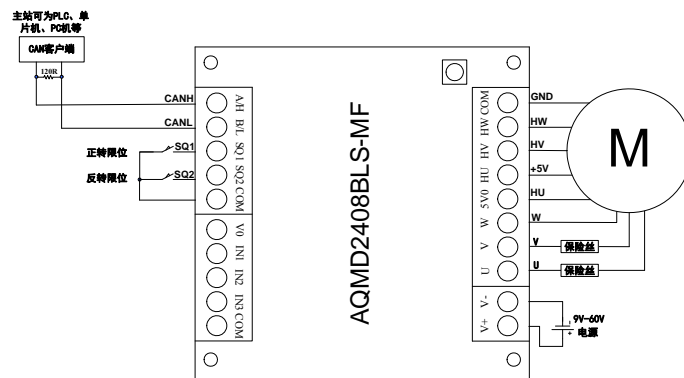 主站可为PLC、单
片机、PC机等
CAN客户端
120R
CANH
CANL
正转限位
SQ1
反转限位
SQ2
A/H
B/L
SQ1
SQ2
COM
V0
IN1
IN2
IN3
COM
AQMD2408BLS-MF
COM
HW
HV
HU
5V0
W
V
U
V-
V+
GND
HW
HV
+5V
HU
W
V
保险丝
U
保险丝
M
9V-60V
电源
-
+